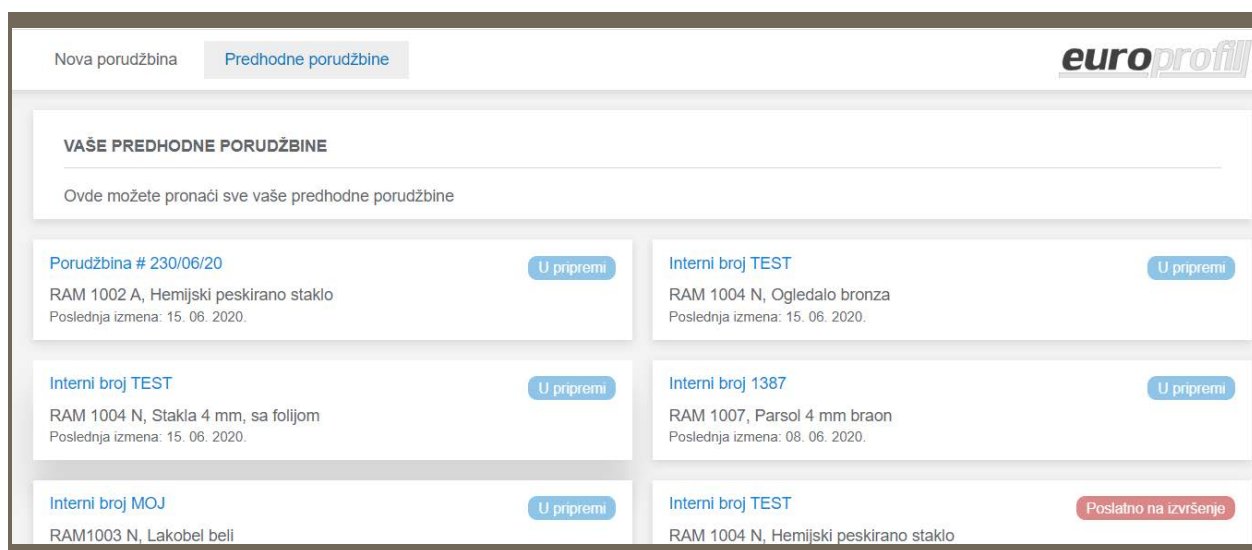 Nova porudžbina
Predhodne porudžbine
europrofil
VAŠE PREDHODNE PORUDŽBINE
Ovde možete pronaći sve vaše predhodne porudžbine
Porudžbina # 230/06/20
U pripremi
RAM 1002 A, Hemijski peskirano staklo
Poslednja izmena: 15. 06. 2020.
Interni broj TEST
U pripremi
RAM 1004 N, Ogledalo bronza
Poslednja izmena: 15. 06. 2020.
Interni broj TEST
U pripremi
RAM 1004 N, Stakla 4 mm, sa folijom
Poslednja izmena: 15. 06. 2020.
Interni broj 1387
U pripremi
RAM 1007, Parsol 4 mm braon
Poslednja izmena: 08. 06. 2020.
Interni broj MOJ
U pripremi
RAM1003 N, Lakobel beli
Interni broj TEST
Poslatno na izvršenje
RAM 1004 N, Hemijski peskirano staklo